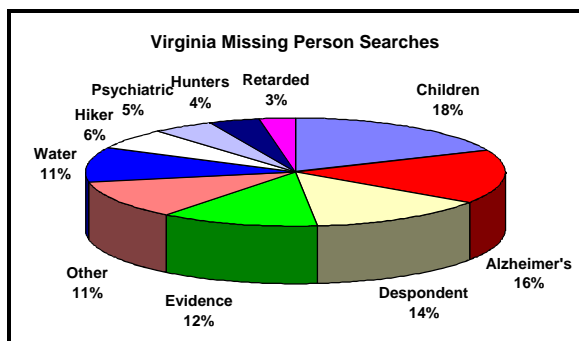 Virginia Missing Person Searches
Children
18%
Alzheimer's
16%
Despondent
14%
Evidence
12%
Other
11%
Water
11%
Hiker
6%
Psychiatric
5%
Hunters
4%
Retarded
3%